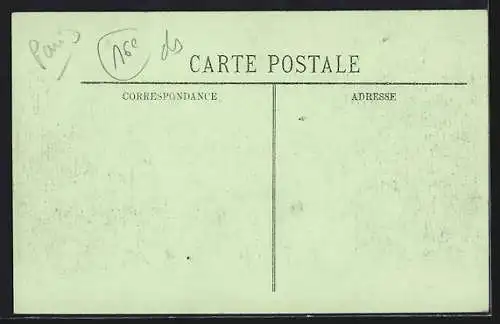 Paris 16e ds
CARTE POSTALE
CORRESPONDANCE ADRESSE